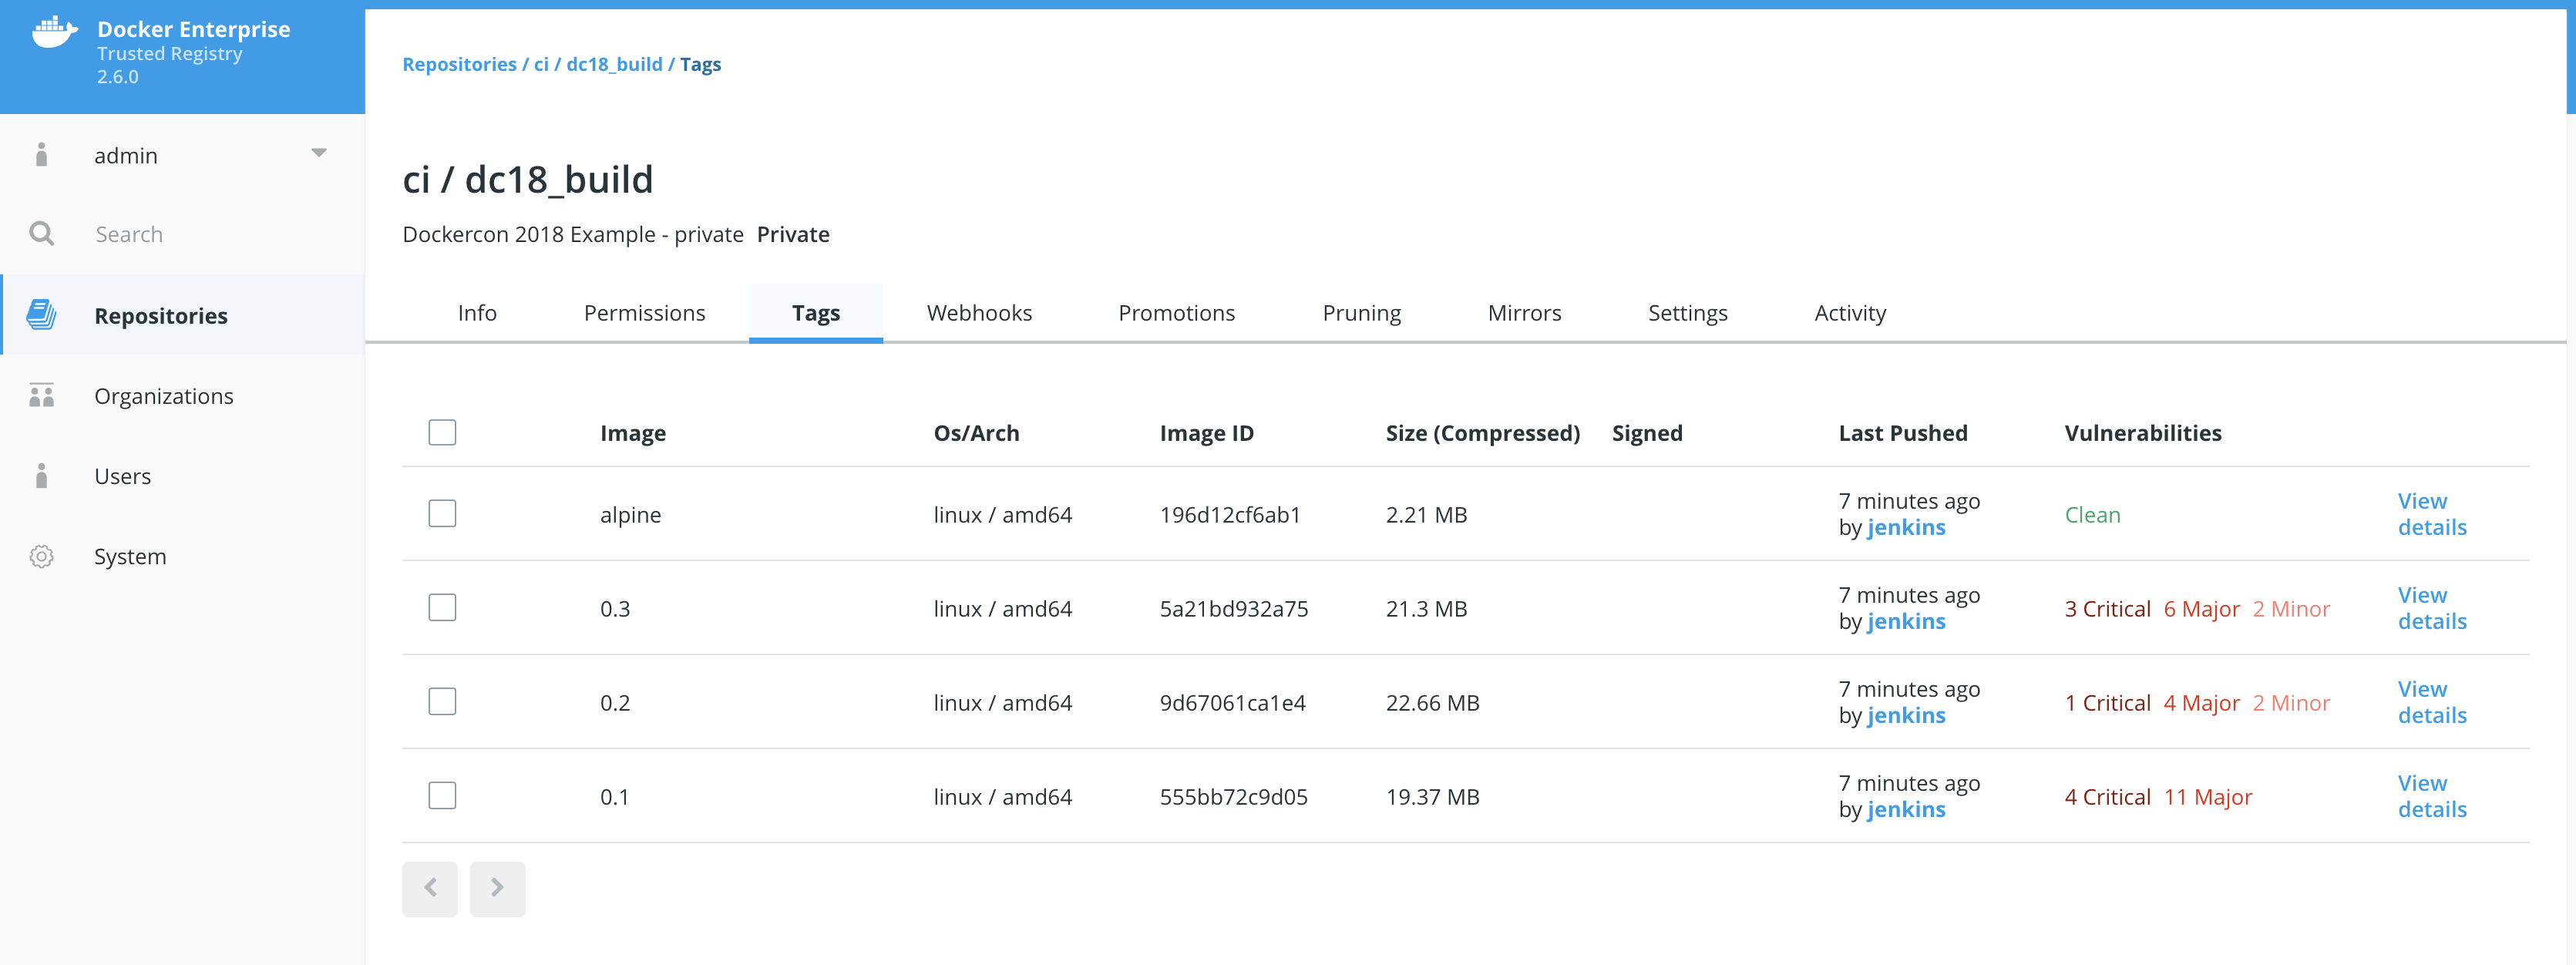 Docker Enterprise
Trusted Registry
2.6.0
admin
Search
Repositories
Organizations
Users
System
Repositories / ci / dc18_build / Tags
ci / dc18_build
Dockercon 2018 Example - private Private
Info Permissions Tags Webhooks Promotions Pruning Mirrors Settings Activity
Image Os/Arch Image ID Size (Compressed) Signed Last Pushed Vulnerabilities
alpine linux / amd64 196d12cf6ab1 2.21 MB 7 minutes ago by jenkins Clean View details
0.3 linux / amd64 5a21bd932a75 21.3 MB 7 minutes ago by jenkins 3 Critical 6 Major 2 Minor View details
0.2 linux / amd64 9d67061ca1e4 22.66 MB 7 minutes ago by jenkins 1 Critical 4 Major 2 Minor View details
0.1 linux / amd64 555bb72c9d05 19.37 MB 7 minutes ago by jenkins 4 Critical 11 Major View details